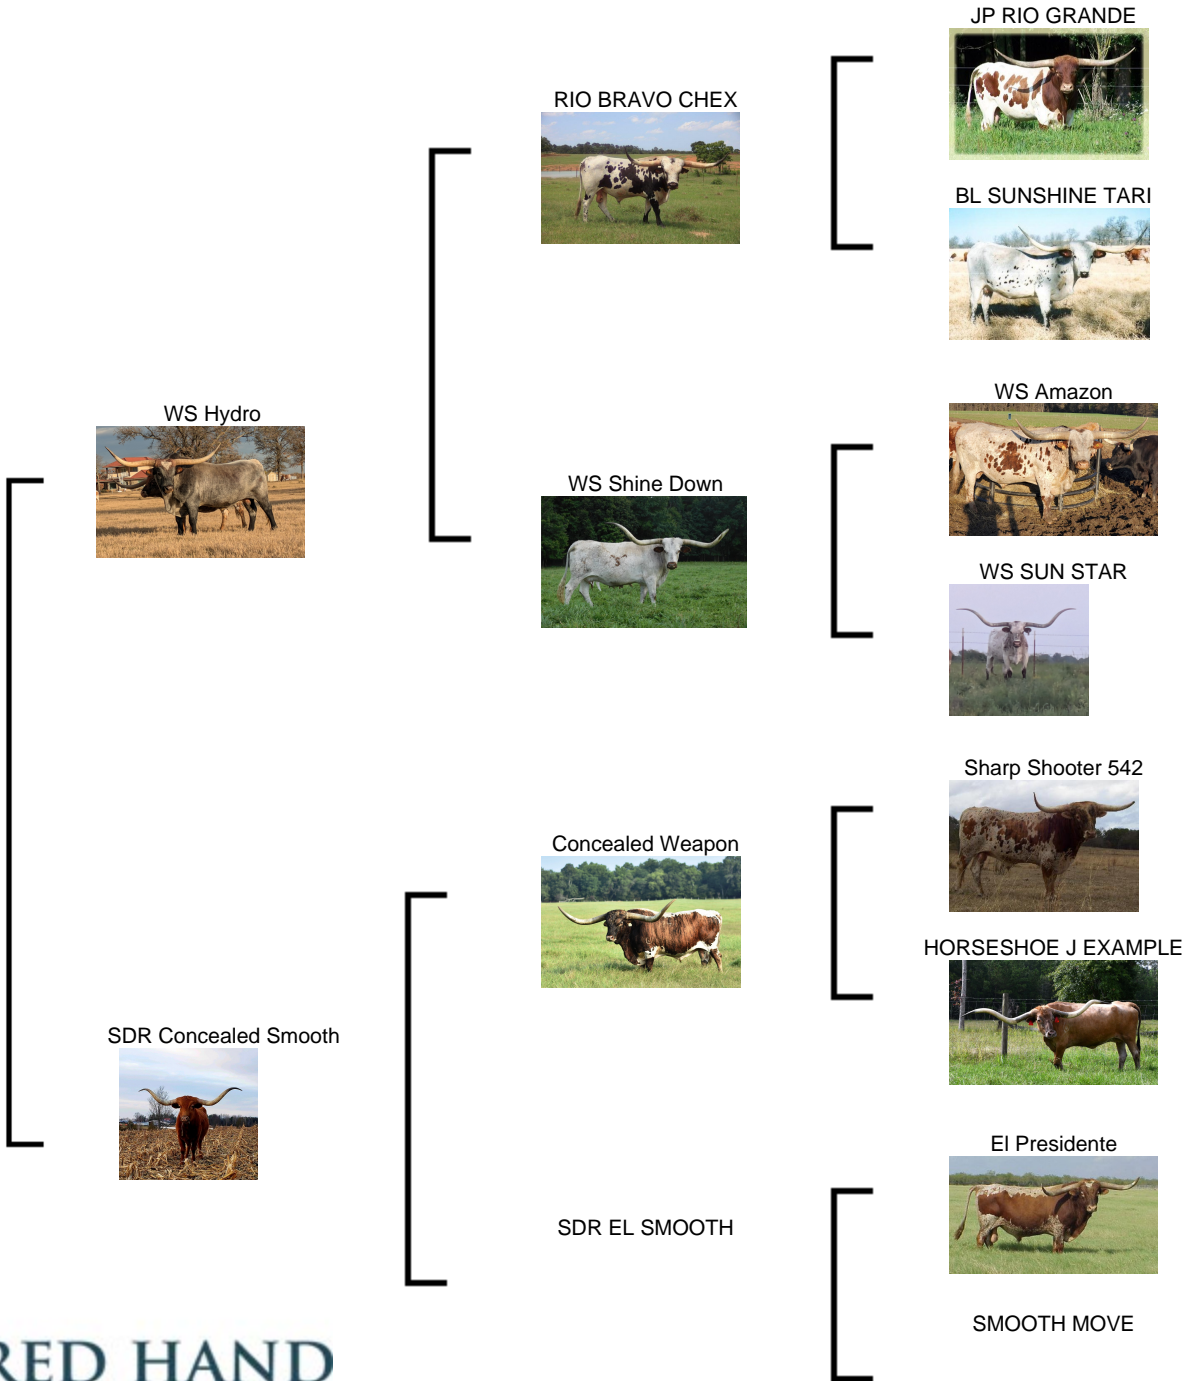 JP RIO GRANDE
RIO BRAVO CHEX
BL SUNSHINE TARI
WS Amazon
WS Hydro
WS Shine Down
WS SUN STAR
Sharp Shooter 542
Concealed Weapon
HORSESHOE J EXAMPLE
SDR Concealed Smooth
El Presidente
SDR EL SMOOTH
SMOOTH MOVE
RED HAND